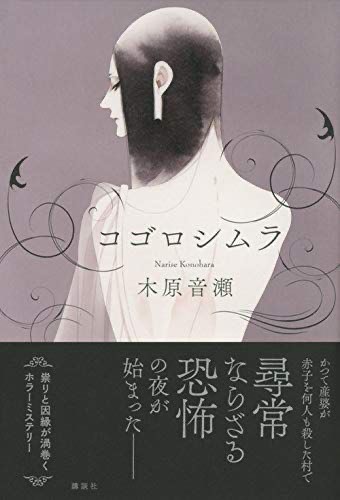 コゴロシムラ
Narise Konohara
木原音瀬
かつて産婆が
赤子を何人も殺した村で
尋常
ならざる
恐怖
の夜が
始まった――
祟りと因縁が渦巻く
ホラーミステリー
講談社